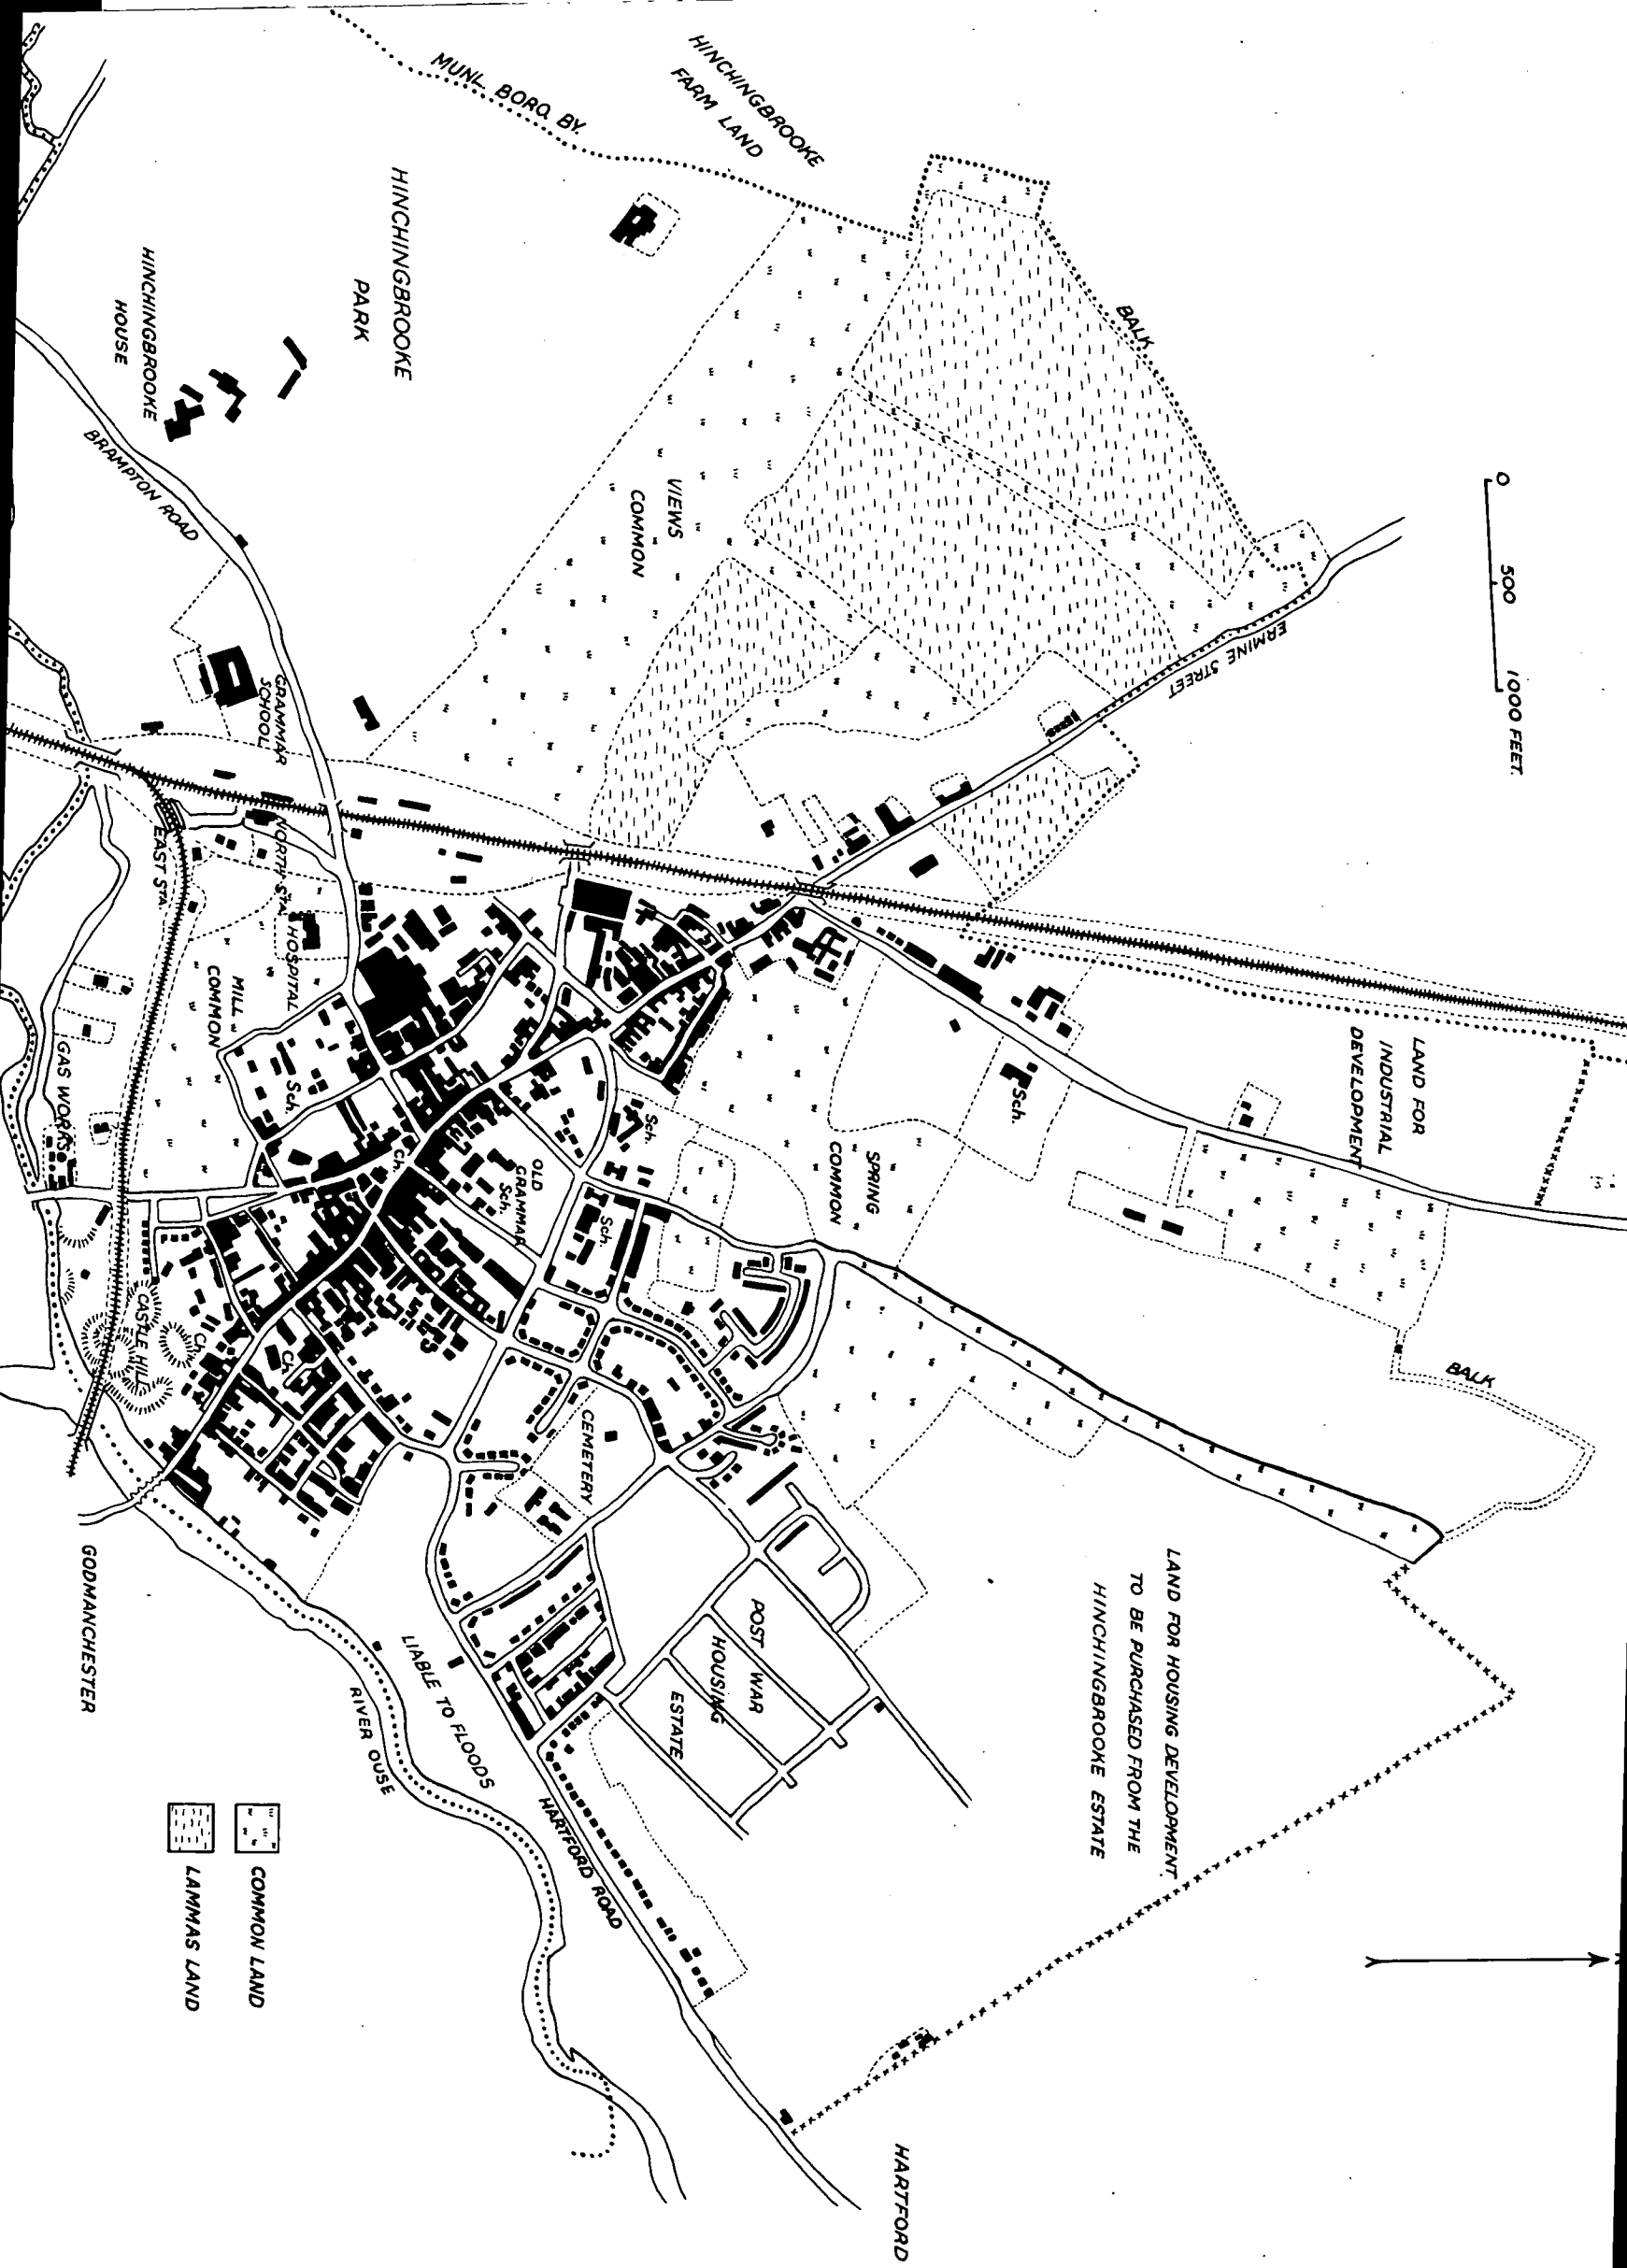 0 500 1000 FEET.
HINCHINGBROOKE
FARM LAND
MUNL. BORO. BY.
BALK
ERMINE STREET
HINCHINGBROOKE
PARK
HINCHINGBROOKE
HOUSE
BRAMPTON ROAD
VIEWS
COMMON
GRAMMAR
SCHOOL
NORTH STA.
EAST STA.
HOSPITAL
MILL
COMMON
GAS WORKS
Sch.
Ch.
OLD
GRAMMAR
Sch.
Sch.
Sch.
Sch.
SPRING
COMMON
LAND FOR
INDUSTRIAL
DEVELOPMENT
BALK
CASTLE HILL
Ch.
Ch.
CEMETERY
LAND FOR HOUSING DEVELOPMENT
TO BE PURCHASED FROM THE
HINCHINGBROOKE ESTATE
POST WAR
HOUSING
ESTATE
GODMANCHESTER
LIABLE TO FLOODS
RIVER OUSE
HARTFORD ROAD
HARTFORD
COMMON LAND
LAMMAS LAND